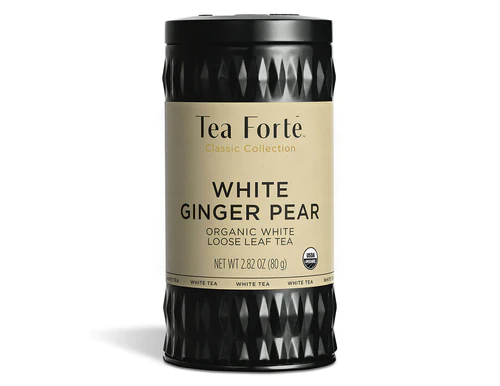 Tea Forté™
Classic Collection
WHITE
GINGER PEAR
ORGANIC WHITE
LOOSE LEAF TEA
NET WT 2.82 OZ (80 g)
USDA
ORGANIC
WHITE TEA WHITE TEA WHITE TEA WHITE TEA